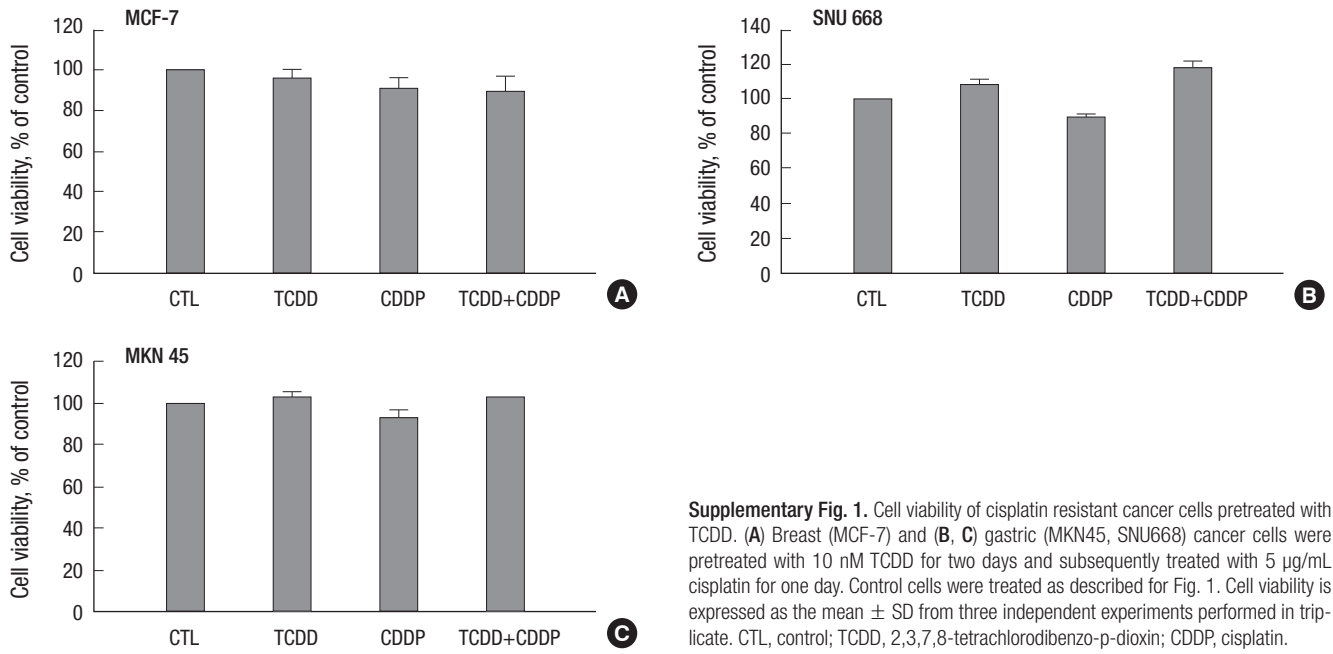 MCF-7
Cell viability, % of control
120
100
80
60
40
20
0
CTL TCDD CDDP TCDD+CDDP
A
SNU 668
Cell viability, % of control
140
120
100
80
60
40
20
0
CTL TCDD CDDP TCDD+CDDP
B
MKN 45
Cell viability, % of control
120
100
80
60
40
20
0
CTL TCDD CDDP TCDD+CDDP
C
Supplementary Fig. 1. Cell viability of cisplatin resistant cancer cells pretreated with
TCDD. (A) Breast (MCF-7) and (B, C) gastric (MKN45, SNU668) cancer cells were
pretreated with 10 nM TCDD for two days and subsequently treated with 5 μg/mL
cisplatin for one day. Control cells were treated as described for Fig. 1. Cell viability is
expressed as the mean ± SD from three independent experiments performed in trip-
licate. CTL, control; TCDD, 2,3,7,8-tetrachlorodibenzo-p-dioxin; CDDP, cisplatin.